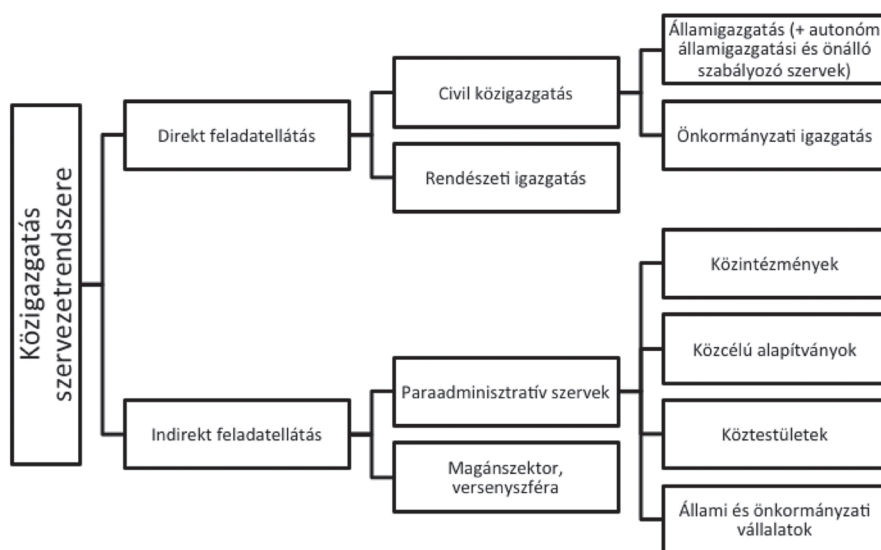 Közigazgatás
szervezetrendszere
Direkt feladatellátás
Civil közigazgatás
Államigazgatás (+ autonóm
államigazgatási és önálló
szabályozó szervek)
Önkormányzati igazgatás
Rendészeti igazgatás
Indirekt feladatellátás
Paraadminisztratív szervek
Közintézmények
Közcélú alapítványok
Köztestületek
Állami és önkormányzati
vállalatok
Magánszektor,
versenyszféra